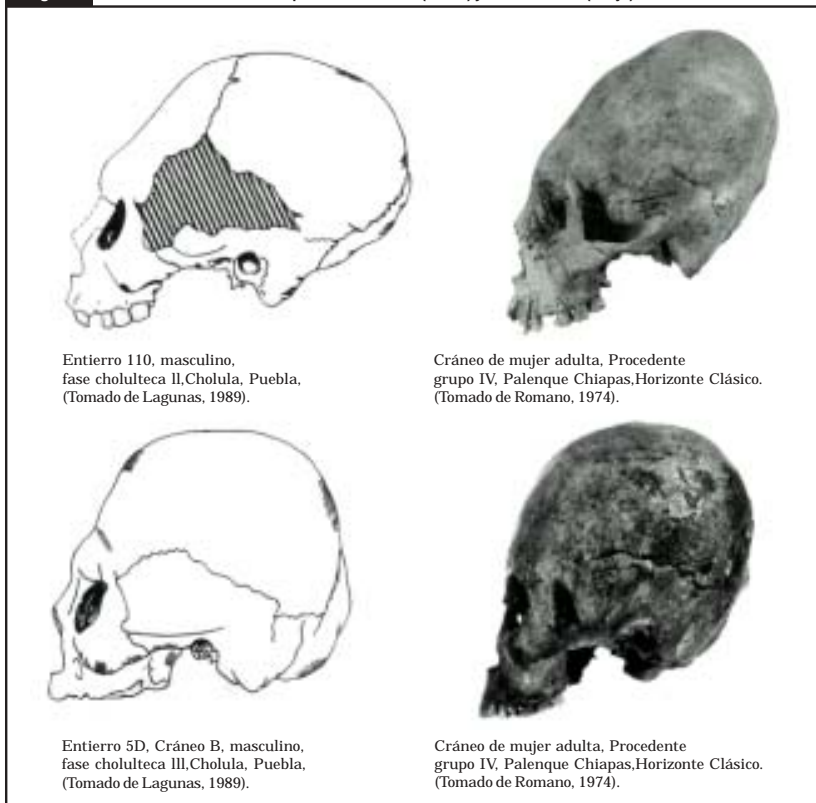 Entierro 110, masculino,
fase cholulteca ll,Cholula, Puebla,
(Tomado de Lagunas, 1989).
Cráneo de mujer adulta, Procedente
grupo IV, Palenque Chiapas,Horizonte Clásico.
(Tomado de Romano, 1974).
Entierro 5D, Cráneo B, masculino,
fase cholulteca lll,Cholula, Puebla,
(Tomado de Lagunas, 1989).
Cráneo de mujer adulta, Procedente
grupo IV, Palenque Chiapas,Horizonte Clásico.
(Tomado de Romano, 1974).